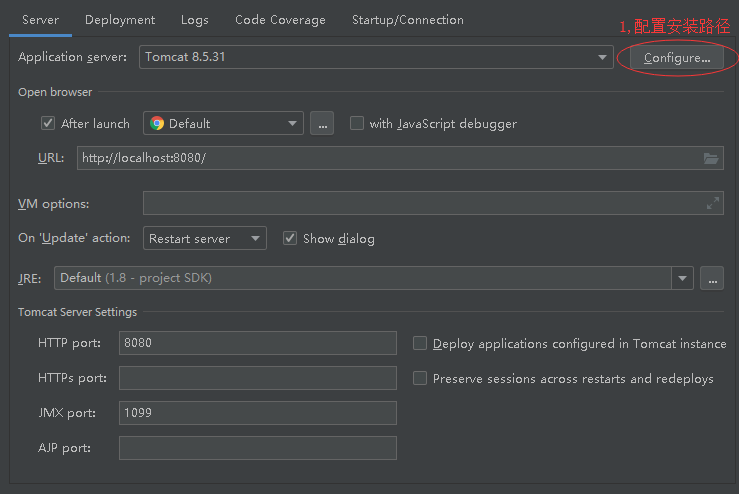 Server Deployment Logs Code Coverage Startup/Connection
1,配置安装路径
Application server: Tomcat 8.5.31 Configure...
Open browser
After launch Default ... with JavaScript debugger
URL: http://localhost:8080/
VM options:
On 'Update' action: Restart server Show dialog
JRE: Default (1.8 - project SDK) ...
Tomcat Server Settings
HTTP port: 8080 Deploy applications configured in Tomcat instance
HTTPs port: Preserve sessions across restarts and redeploys
JMX port: 1099
AJP port: